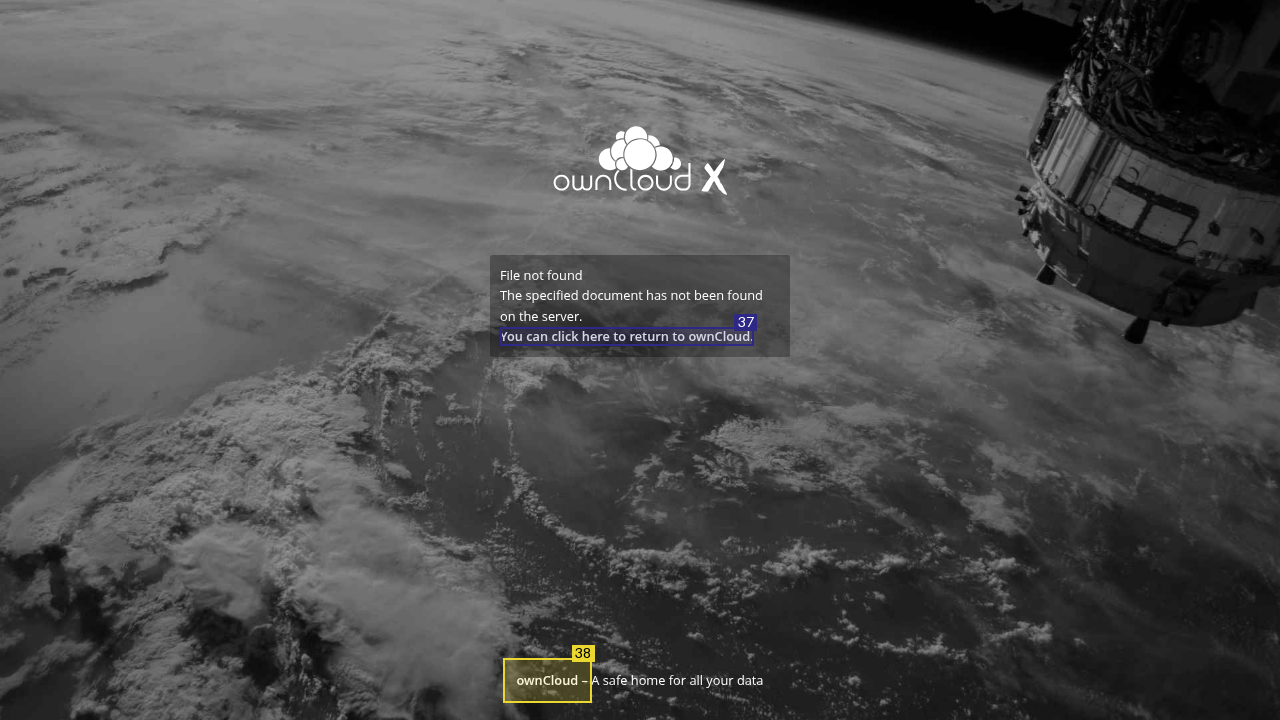 ownCloud X
File not found
The specified document has not been found
on the server.
37
You can click here to return to ownCloud.
38
ownCloud – A safe home for all your data